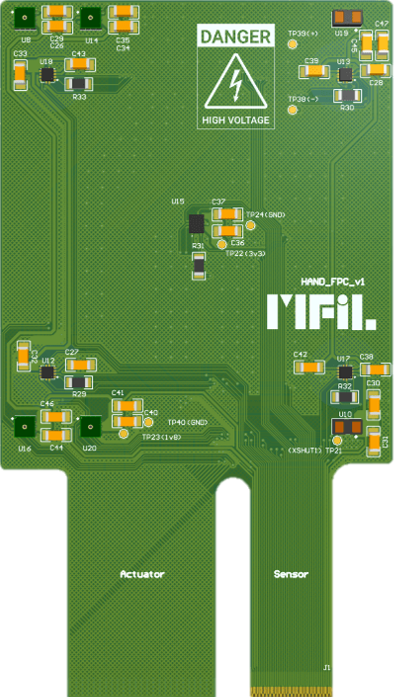 U8
C29
C26
U14
C35
C34
DANGER
HIGH VOLTAGE
TP39(+)
U19
C45
C47
C33
U18
C43
R33
C39
U13
C28
R30
TP38(-)
U15
C37
TP24(GND)
C36
R31
TP22(3v3)
HAND_FPC_v1
MFIL
C32
U12
C27
R29
C42
U17
C38
R32
C30
C46
C41
C40
TP40(GND)
U16
C44
U20
TP23(1v8)
U10
(XSHUT1)
TP21
C31
Actuator
Sensor
J1